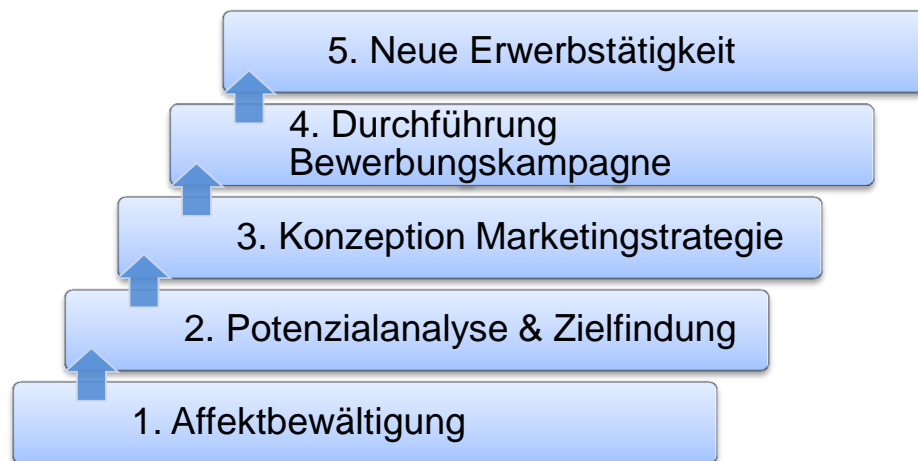 5. Neue Erwerbstätigkeit
4. Durchführung
Bewerbungskampagne
3. Konzeption Marketingstrategie
2. Potenzialanalyse & Zielfindung
1. Affektbewältigung